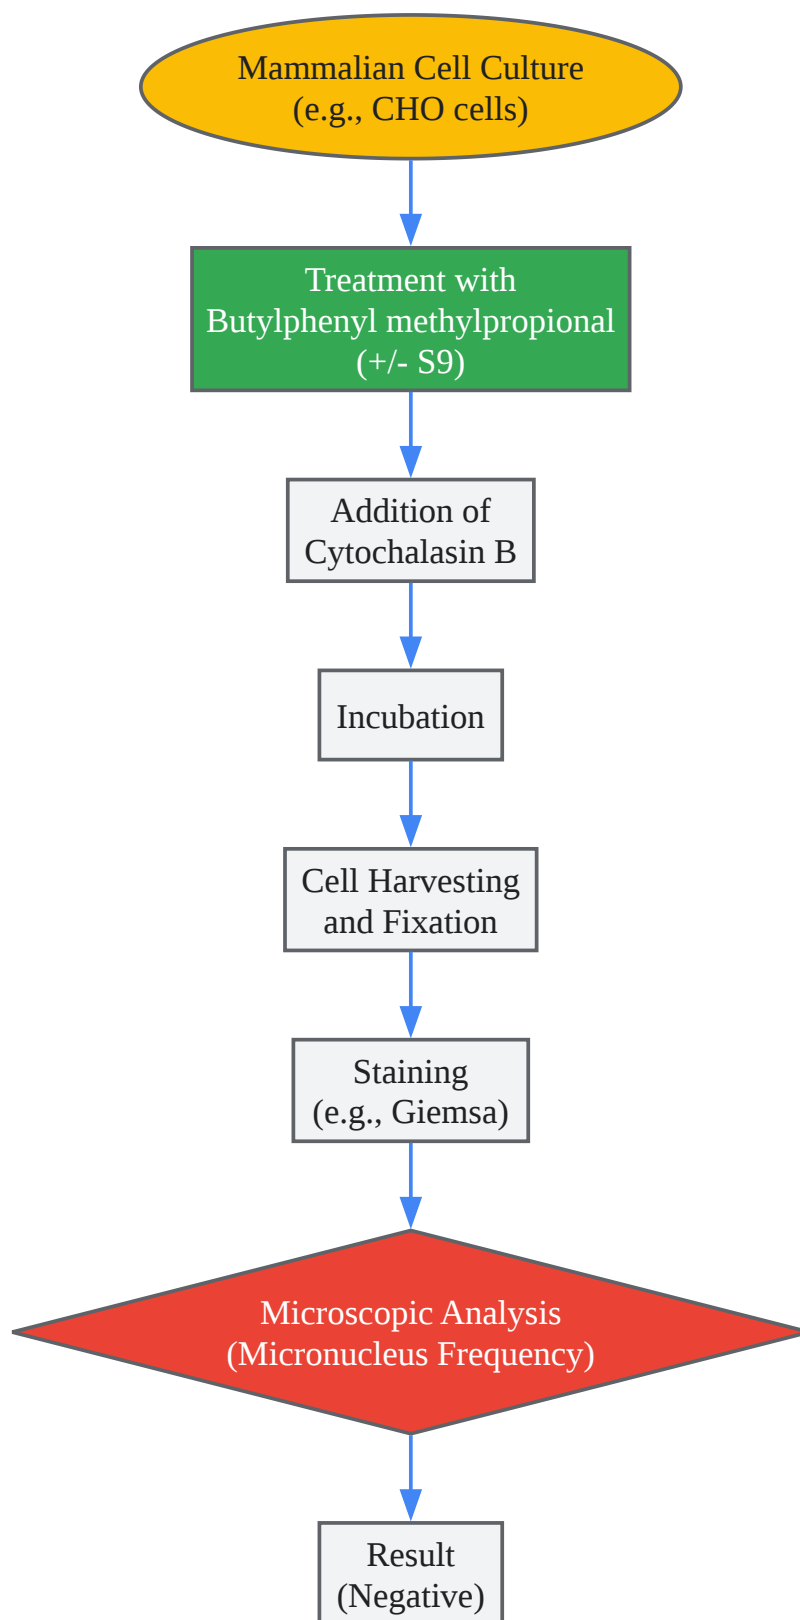 Mammalian Cell Culture
(e.g., CHO cells)
Treatment with
Butylphenyl methylpropional
(+/- S9)
Addition of
Cytochalasin B
Incubation
Cell Harvesting
and Fixation
Staining
(e.g., Giemsa)
Microscopic Analysis
(Micronucleus Frequency)
Result
(Negative)